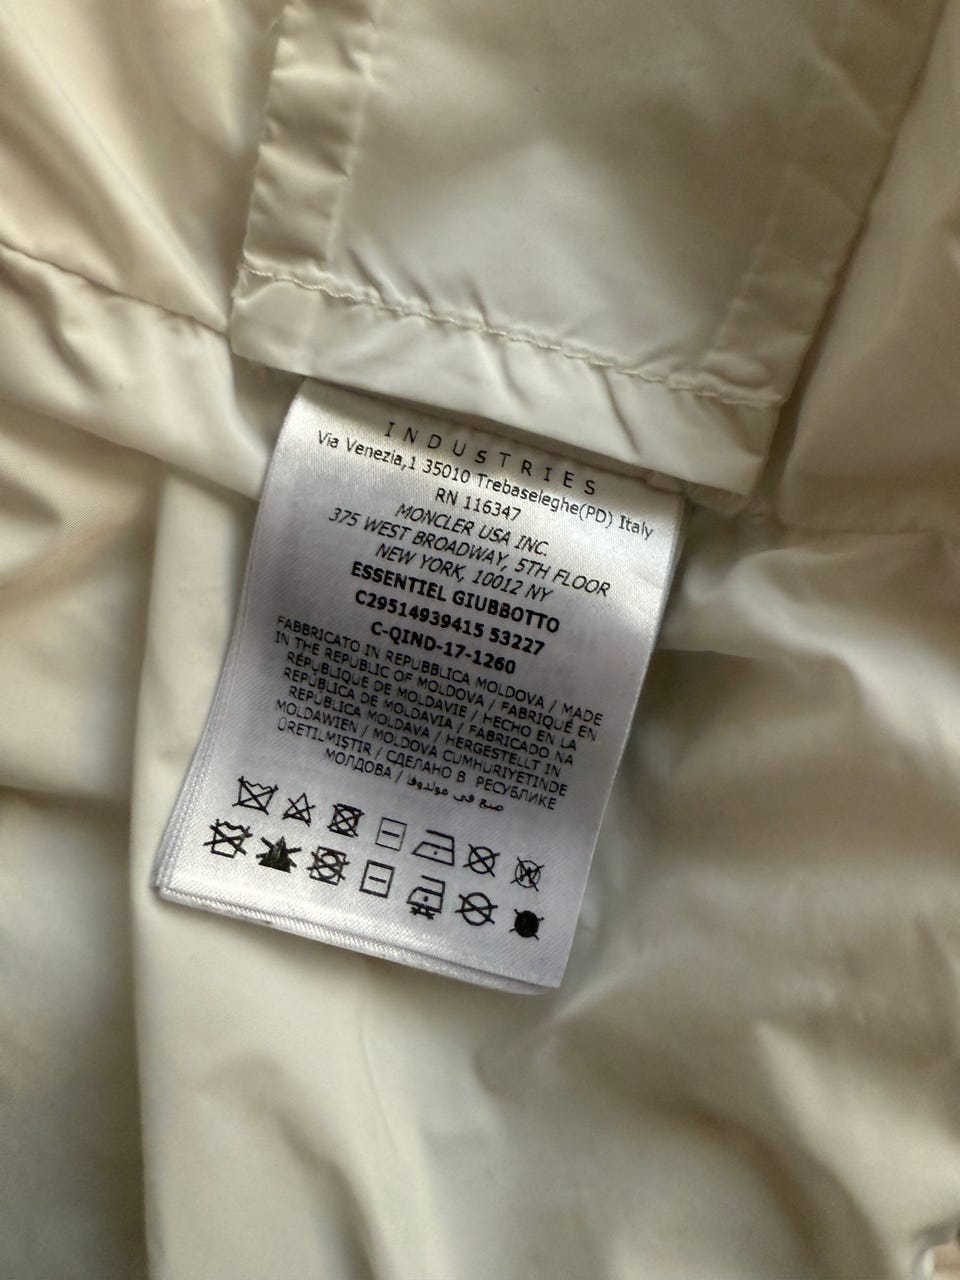 INDUSTRIES
Via Venezia,1 35010 Trebaseleghe(PD) Italy
RN 116347
MONCLER USA INC.
375 WEST BROADWAY, 5TH FLOOR
NEW YORK, 10012 NY
ESSENTIEL GIUBBOTTO
C29514939415 53227
C-QIND-17-1260
FABBRICATO IN REPUBBLICA MOLDOVA / MADE
IN THE REPUBLIC OF MOLDOVA / FABRIQUÉ EN
RÉPUBLIQUE DE MOLDAVIE / HECHO EN LA
REPÚBLICA DE MOLDAVIA / FABRICADO NA
REPÚBLICA MOLDAVA / HERGESTELLT IN
MOLDAWIEN / MOLDOVA CUMHURIYETINDE
ÜRETILMIŞTIR / СДЕЛАНО В РЕСПУБЛИКЕ
МОЛДОВА / صنع في مولدوفا